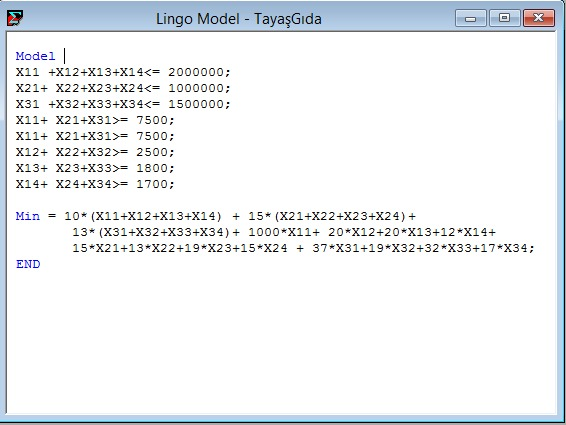 Lingo Model - TayaşGıda
Model
X11 +X12+X13+X14<= 2000000;
X21+ X22+X23+X24<= 1000000;
X31 +X32+X33+X34<= 1500000;
X11+ X21+X31>= 7500;
X11+ X21+X31>= 7500;
X12+ X22+X32>= 2500;
X13+ X23+X33>= 1800;
X14+ X24+X34>= 1700;
Min = 10*(X11+X12+X13+X14) + 15*(X21+X22+X23+X24)+
13*(X31+X32+X33+X34)+ 1000*X11+ 20*X12+20*X13+12*X14+
15*X21+13*X22+19*X23+15*X24 + 37*X31+19*X32+32*X33+17*X34;
END